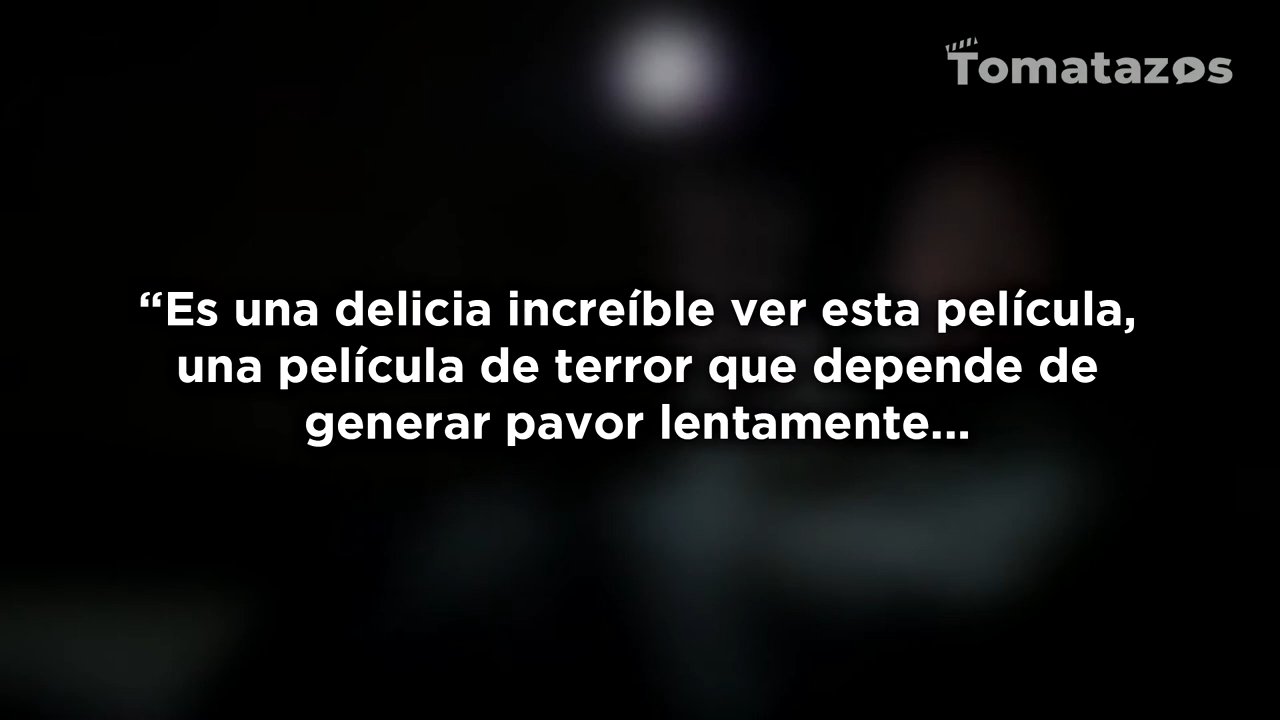 Tomatazos
“Es una delicia increíble ver esta película,
una película de terror que depende de
generar pavor lentamente...